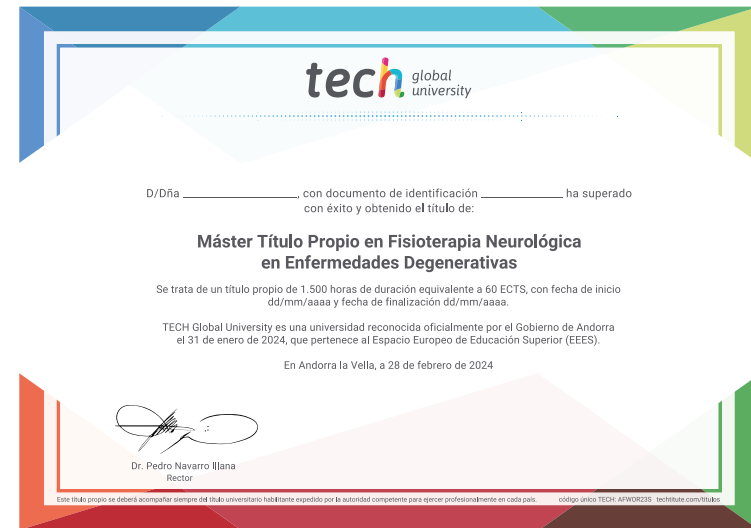 tech global university
D/Dña ____________________, con documento de identificación ______________ ha superado
con éxito y obtenido el título de:
Máster Título Propio en Fisioterapia Neurológica
en Enfermedades Degenerativas
Se trata de un título propio de 1.500 horas de duración equivalente a 60 ECTS, con fecha de inicio
dd/mm/aaaa y fecha de finalización dd/mm/aaaa.
TECH Global University es una universidad reconocida oficialmente por el Gobierno de Andorra
el 31 de enero de 2024, que pertenece al Espacio Europeo de Educación Superior (EEES).
En Andorra la Vella, a 28 de febrero de 2024
Dr. Pedro Navarro Illana
Rector
Este título propio se deberá acompañar siempre del título universitario habilitante expedido por la autoridad competente para ejercer profesionalmente en cada país. código único TECH: AFWOR23S techtitute.com/titulos